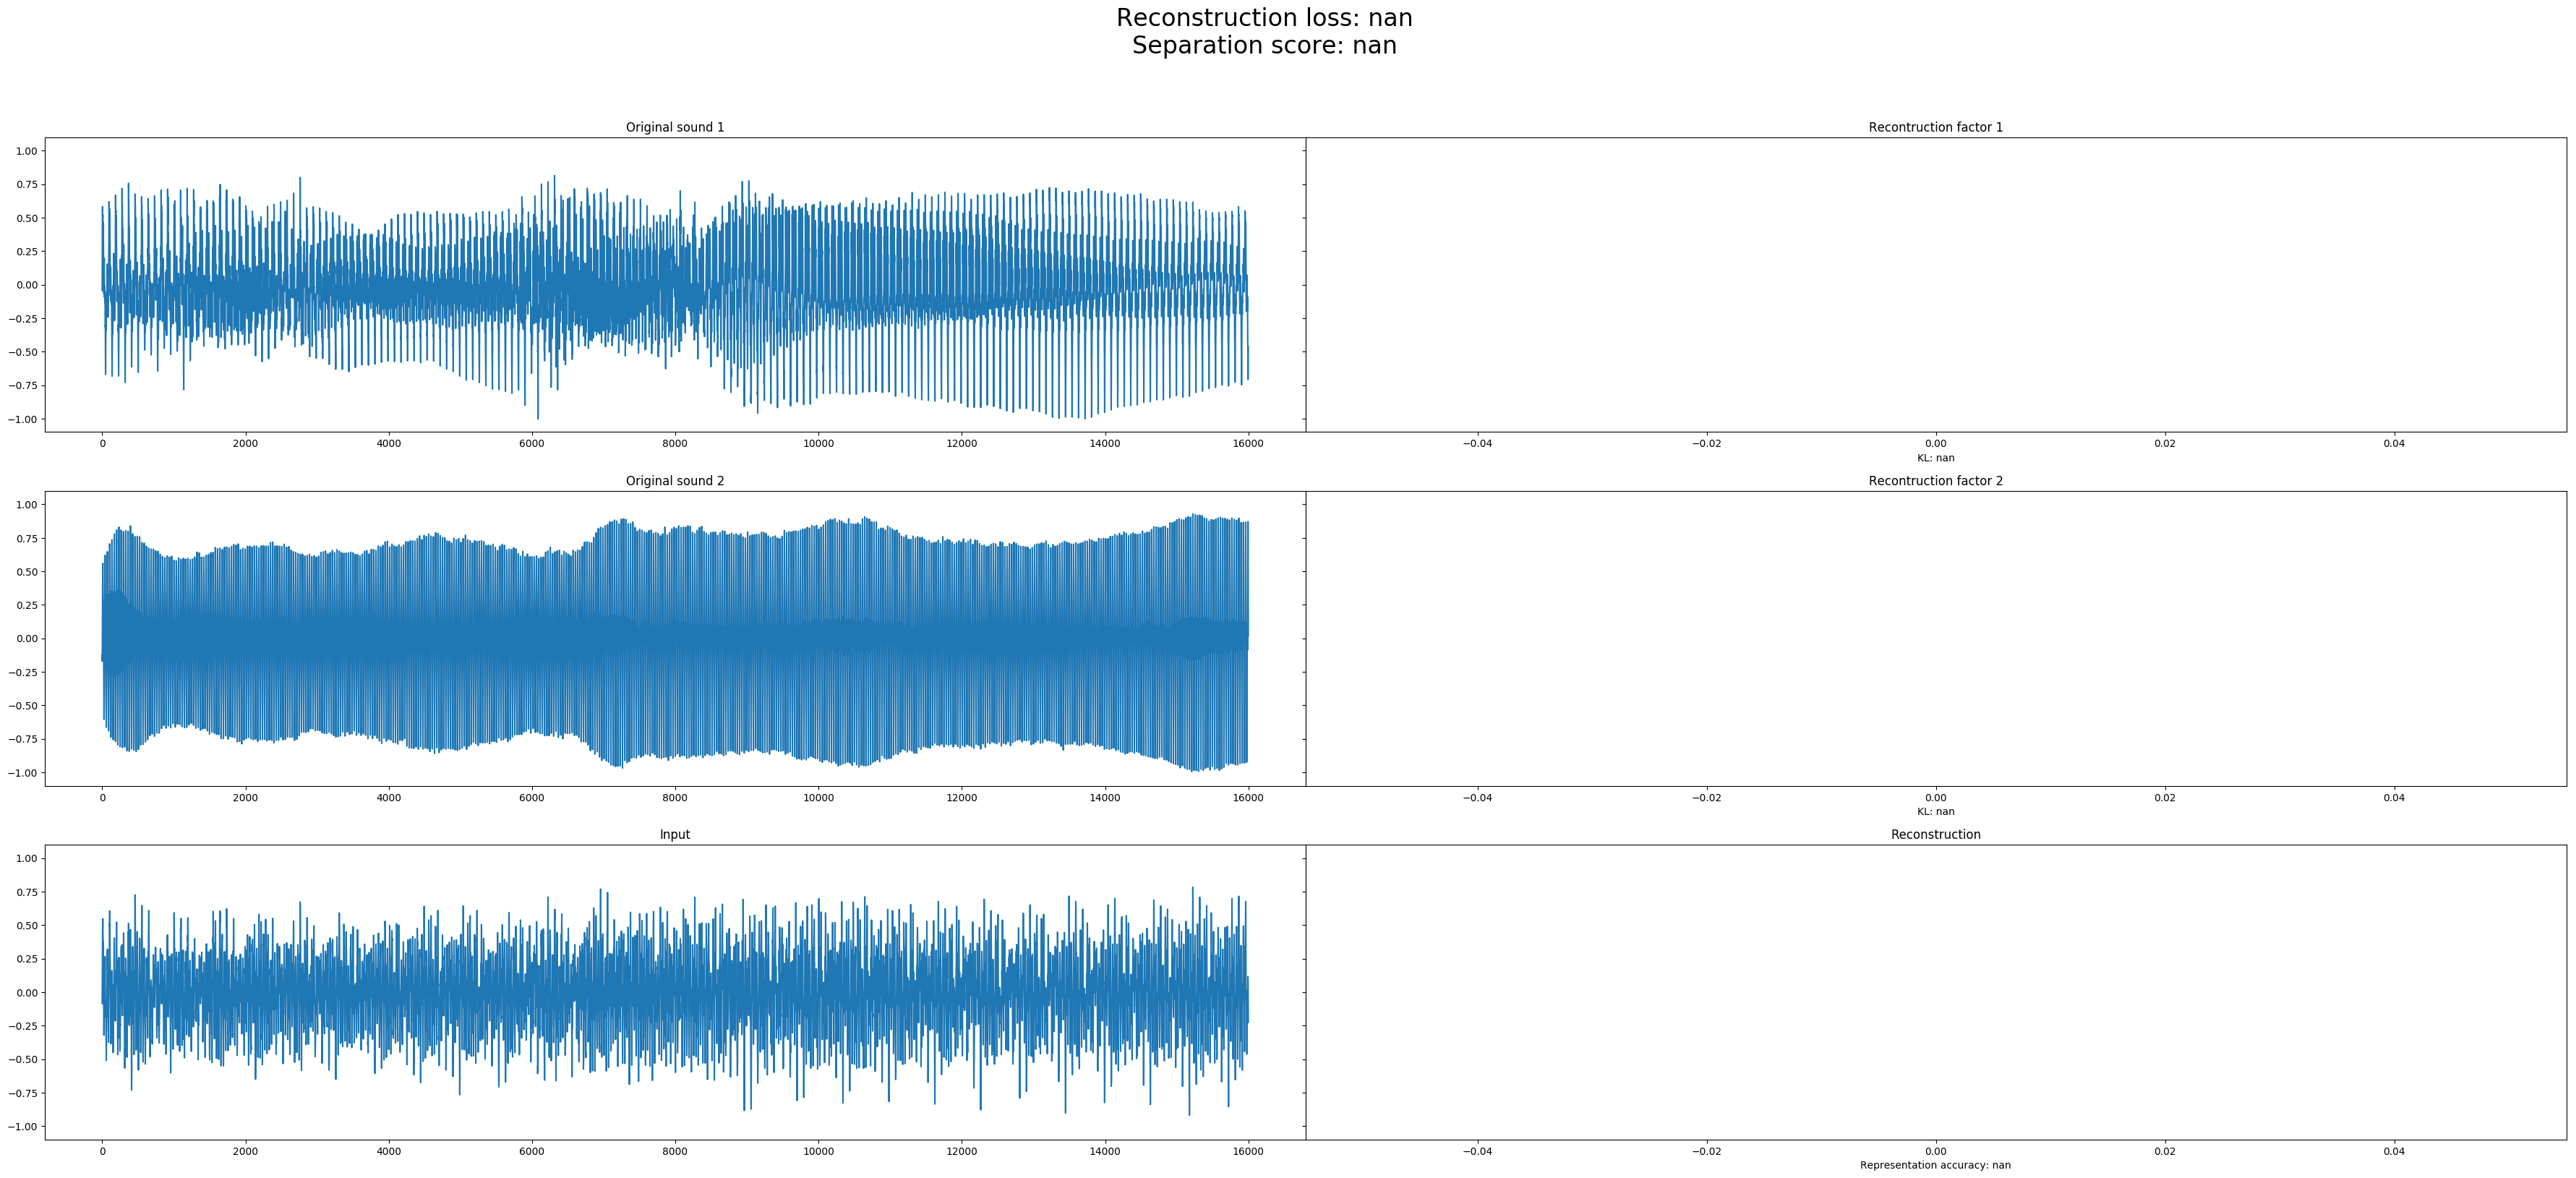 Reconstruction loss: nan
Separation score: nan
Original sound 1
Recontruction factor 1
1.00
0.75
0.50
0.25
0.00
−0.25
−0.50
−0.75
−1.00
0 2000 4000 6000 8000 10000 12000 14000 16000
−0.04 −0.02 0.00 0.02 0.04
KL: nan
Original sound 2
Recontruction factor 2
1.00
0.75
0.50
0.25
0.00
−0.25
−0.50
−0.75
−1.00
0 2000 4000 6000 8000 10000 12000 14000 16000
−0.04 −0.02 0.00 0.02 0.04
KL: nan
Input
Reconstruction
1.00
0.75
0.50
0.25
0.00
−0.25
−0.50
−0.75
−1.00
0 2000 4000 6000 8000 10000 12000 14000 16000
−0.04 −0.02 0.00 0.02 0.04
Representation accuracy: nan